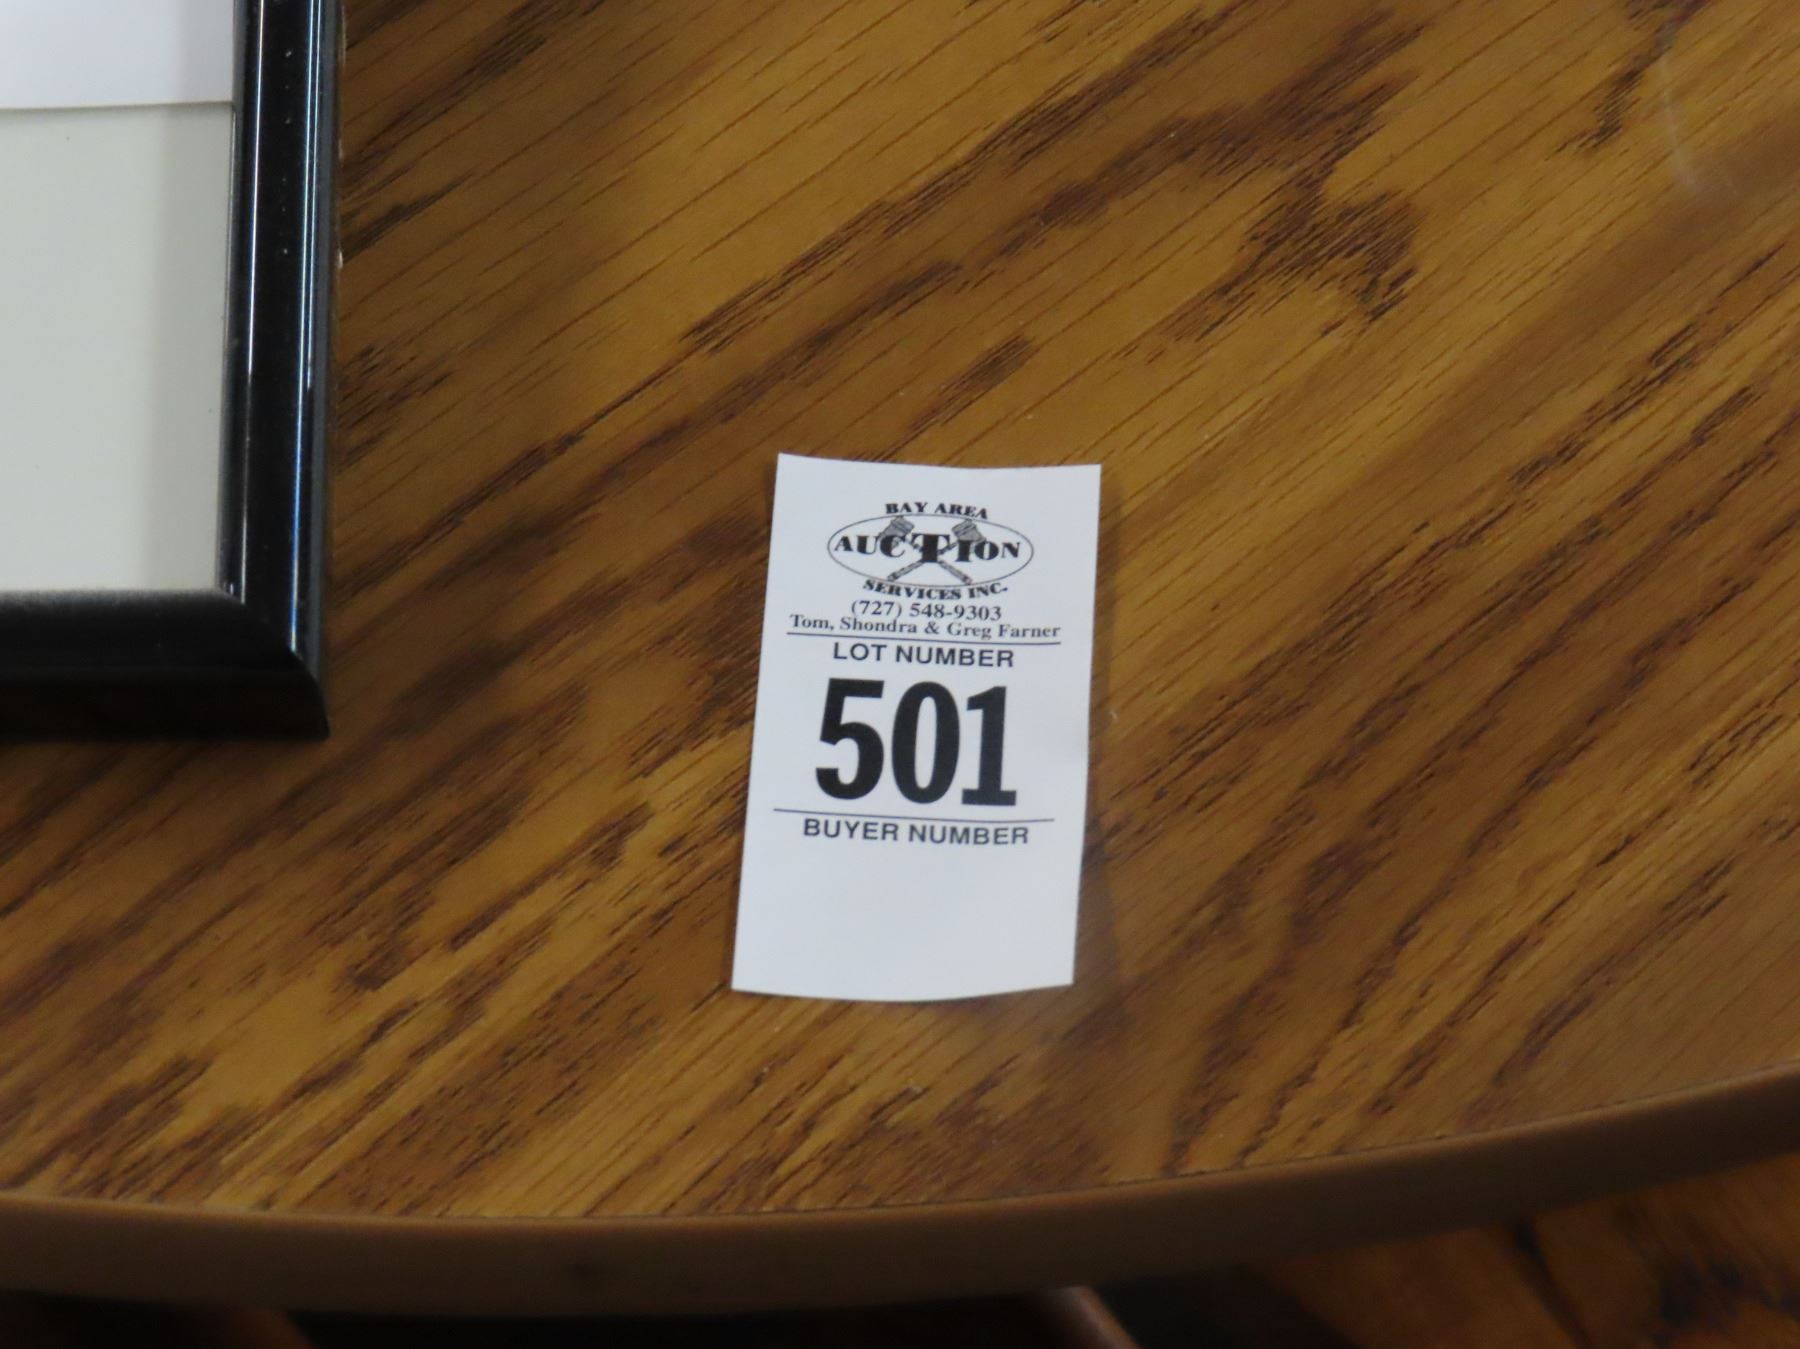 BAY AREA
AUCTION
SERVICES INC.
(727) 548-9303
Tom, Shondra & Greg Farner
LOT NUMBER
501
BUYER NUMBER